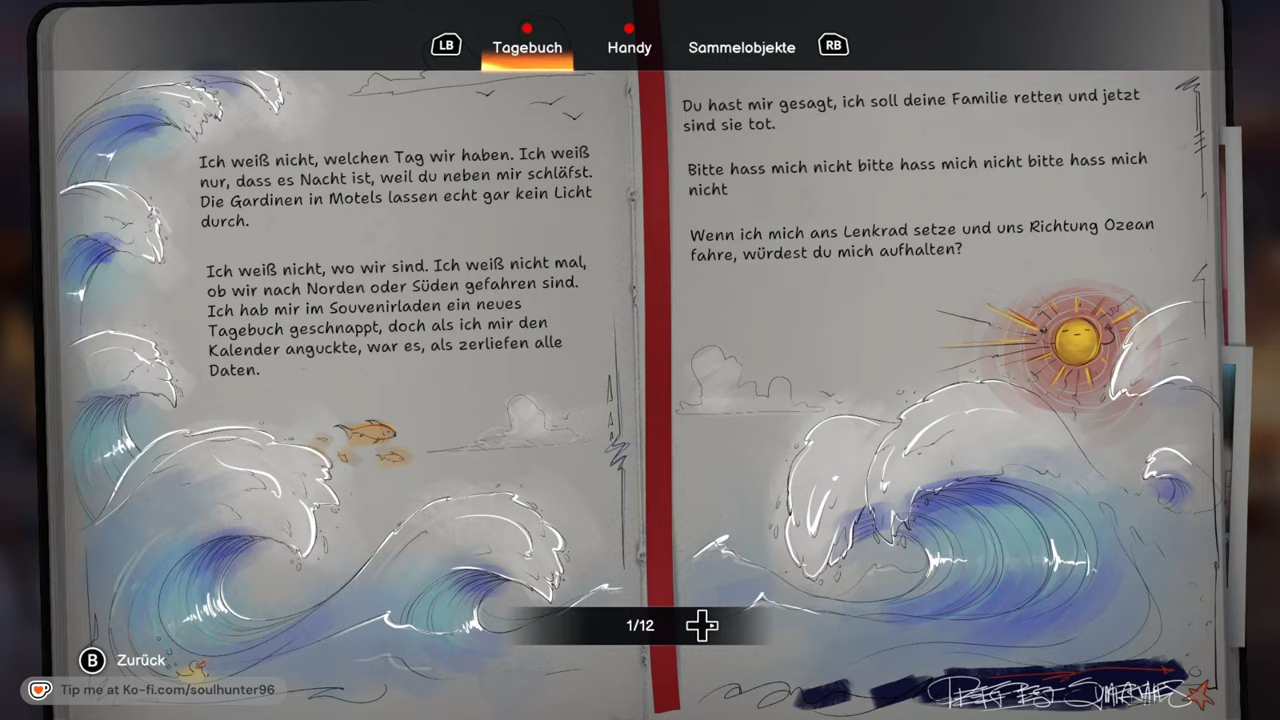 LB Tagebuch Handy Sammelobjekte RB
Ich weiß nicht, welchen Tag wir haben. Ich weiß
nur, dass es Nacht ist, weil du neben mir schläfst.
Die Gardinen in Motels lassen echt gar kein Licht
durch.
Ich weiß nicht, wo wir sind. Ich weiß nicht mal,
ob wir nach Norden oder Süden gefahren sind.
Ich hab mir im Souvenirladen ein neues
Tagebuch geschnappt, doch als ich mir den
Kalender anguckte, war es, als zerliefen alle
Daten.
Du hast mir gesagt, ich soll deine Familie retten und jetzt
sind sie tot.
Bitte hass mich nicht bitte hass mich nicht bitte hass mich
nicht
Wenn ich mich ans Lenkrad setze und uns Richtung Ozean
fahre, würdest du mich aufhalten?
1/12
B Zurück
Tip me at Ko-fi.com/soulhunter96